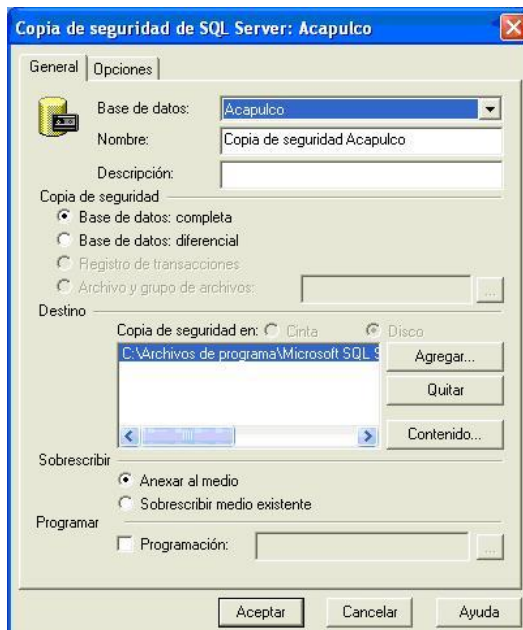 Copia de seguridad de SQL Server: Acapulco
General Opciones
Base de datos: Acapulco
Nombre: Copia de seguridad Acapulco
Descripción:
Copia de seguridad
Base de datos: completa
Base de datos: diferencial
Registro de transacciones
Archivo y grupo de archivos: ...
Destino
Copia de seguridad en: Cinta Disco
C:\Archivos de programa\Microsoft SQL S Agregar...
Quitar
Contenido...
Sobrescribir
Anexar al medio
Sobrescribir medio existente
Programar
Programación: ...
Aceptar Cancelar Ayuda